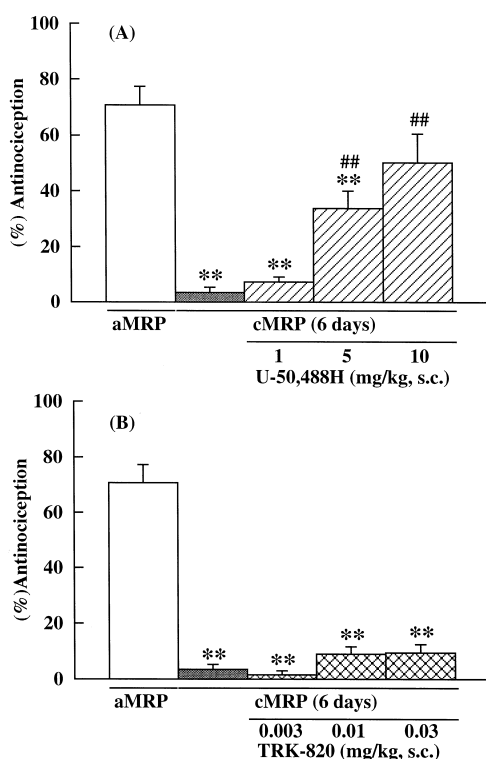 100
(A)
80
##
60
##
**
40
20
**
**
0
(%) Antinociception
aMRP
cMRP (6 days)
1 5 10
U-50,488H (mg/kg, s.c.)
100
(B)
80
60
40
20
** ** ** **
0
(%)Antinociception
aMRP
cMRP (6 days)
0.003 0.01 0.03
TRK-820 (mg/kg, s.c.)